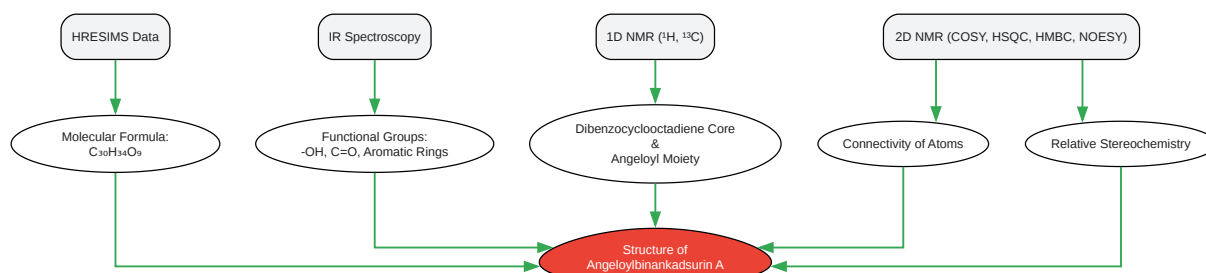 HRESIMS Data
IR Spectroscopy
1D NMR (¹H, ¹³C)
2D NMR (COSY, HSQC, HMBC, NOESY)
Molecular Formula:
C₃₀H₃₄O₉
Functional Groups:
-OH, C=O, Aromatic Rings
Dibenzocyclooctadiene Core
&
Angeloyl Moiety
Connectivity of Atoms
Relative Stereochemistry
Structure of
Angeloylbinankadsurin A